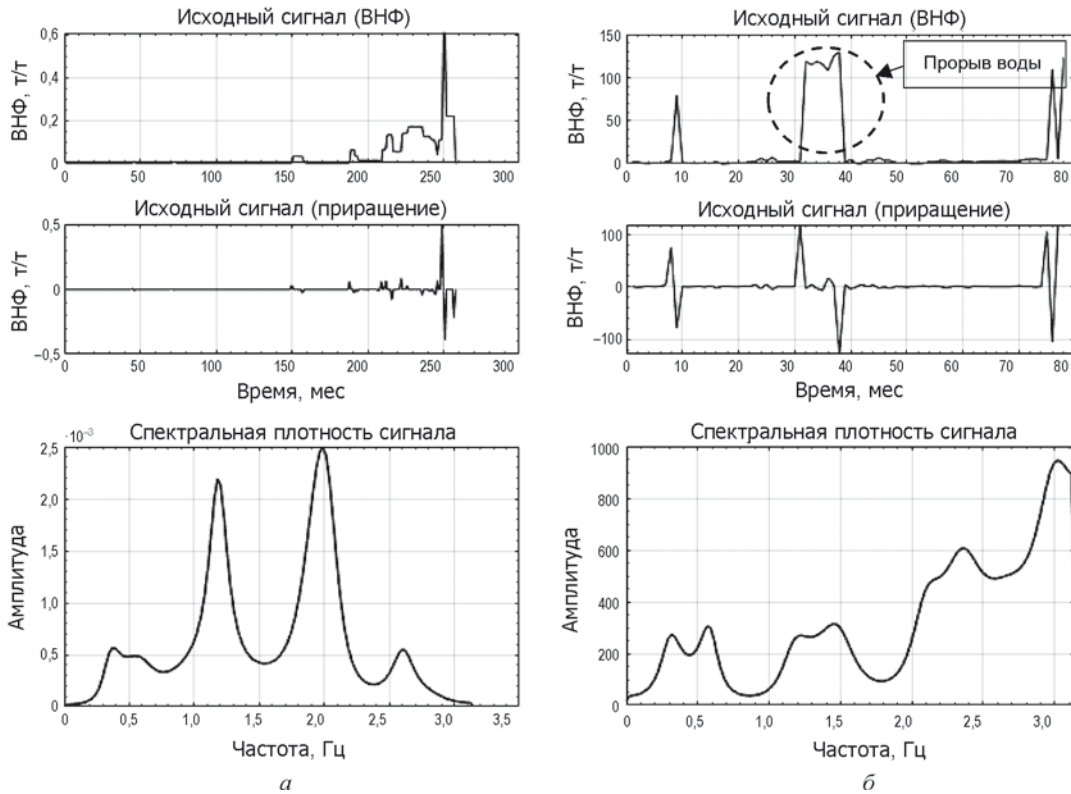 Исходный сигнал (ВНФ)
ВНФ, т/т
0,6
0,4
0,2
0
0 50 100 150 200 250 300
Исходный сигнал (приращение)
ВНФ, т/т
0,5
0
−0,5
0 50 100 150 200 250 300
Время, мес
Спектральная плотность сигнала
·10⁻³
Амплитуда
2,5
2,0
1,5
1,0
0,5
0
0 0,5 1,0 1,5 2,0 2,5 3,0 3,5
Частота, Гц
а
Исходный сигнал (ВНФ)
Прорыв воды
ВНФ, т/т
150
100
50
0
0 10 20 30 40 50 60 70 80
Исходный сигнал (приращение)
ВНФ, т/т
100
0
−100
0 10 20 30 40 50 60 70 80
Время, мес
Спектральная плотность сигнала
Амплитуда
1000
800
600
400
200
0
0 0,5 1,0 1,5 2,0 2,5 3,0
Частота, Гц
б